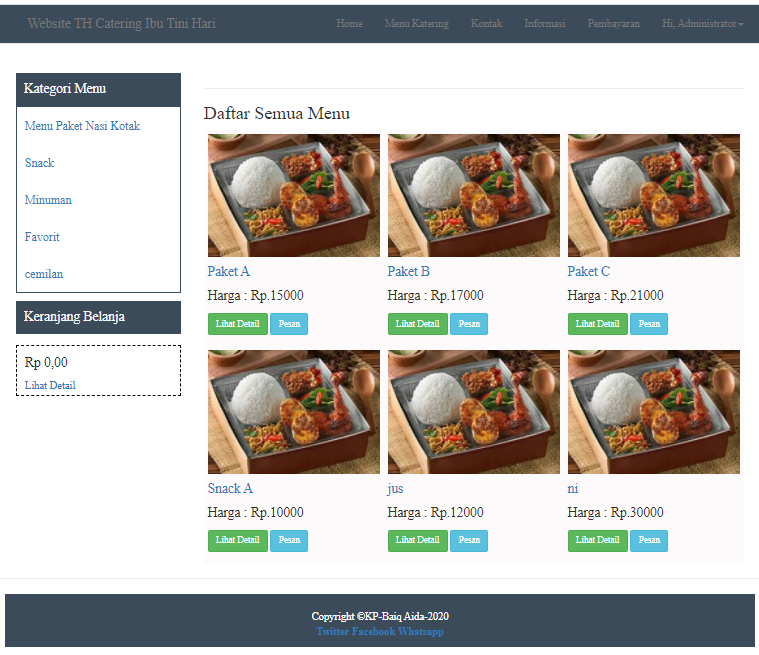 Website TH Catering Ibu Tini Hari
Home Menu Katering Kontak Informasi Pembayaran Hi, Administrator
Kategori Menu
Menu Paket Nasi Kotak
Snack
Minuman
Favorit
cemilan
Keranjang Belanja
Rp 0,00
Lihat Detail
Daftar Semua Menu
Paket A
Harga : Rp.15000
Lihat Detail Pesan
Paket B
Harga : Rp.17000
Lihat Detail Pesan
Paket C
Harga : Rp.21000
Lihat Detail Pesan
Snack A
Harga : Rp.10000
Lihat Detail Pesan
jus
Harga : Rp.12000
Lihat Detail Pesan
ni
Harga : Rp.30000
Lihat Detail Pesan
Copyright ©KP-Baiq Aida-2020
Twitter Facebook Whatsapp